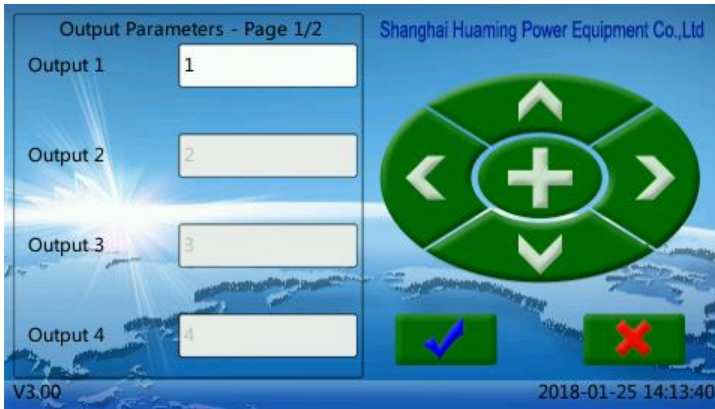 Output Parameters - Page 1/2
Shanghai Huaming Power Equipment Co.,Ltd
Output 1
1
Output 2
2
Output 3
3
Output 4
4
V3.00
2018-01-25 14:13:40